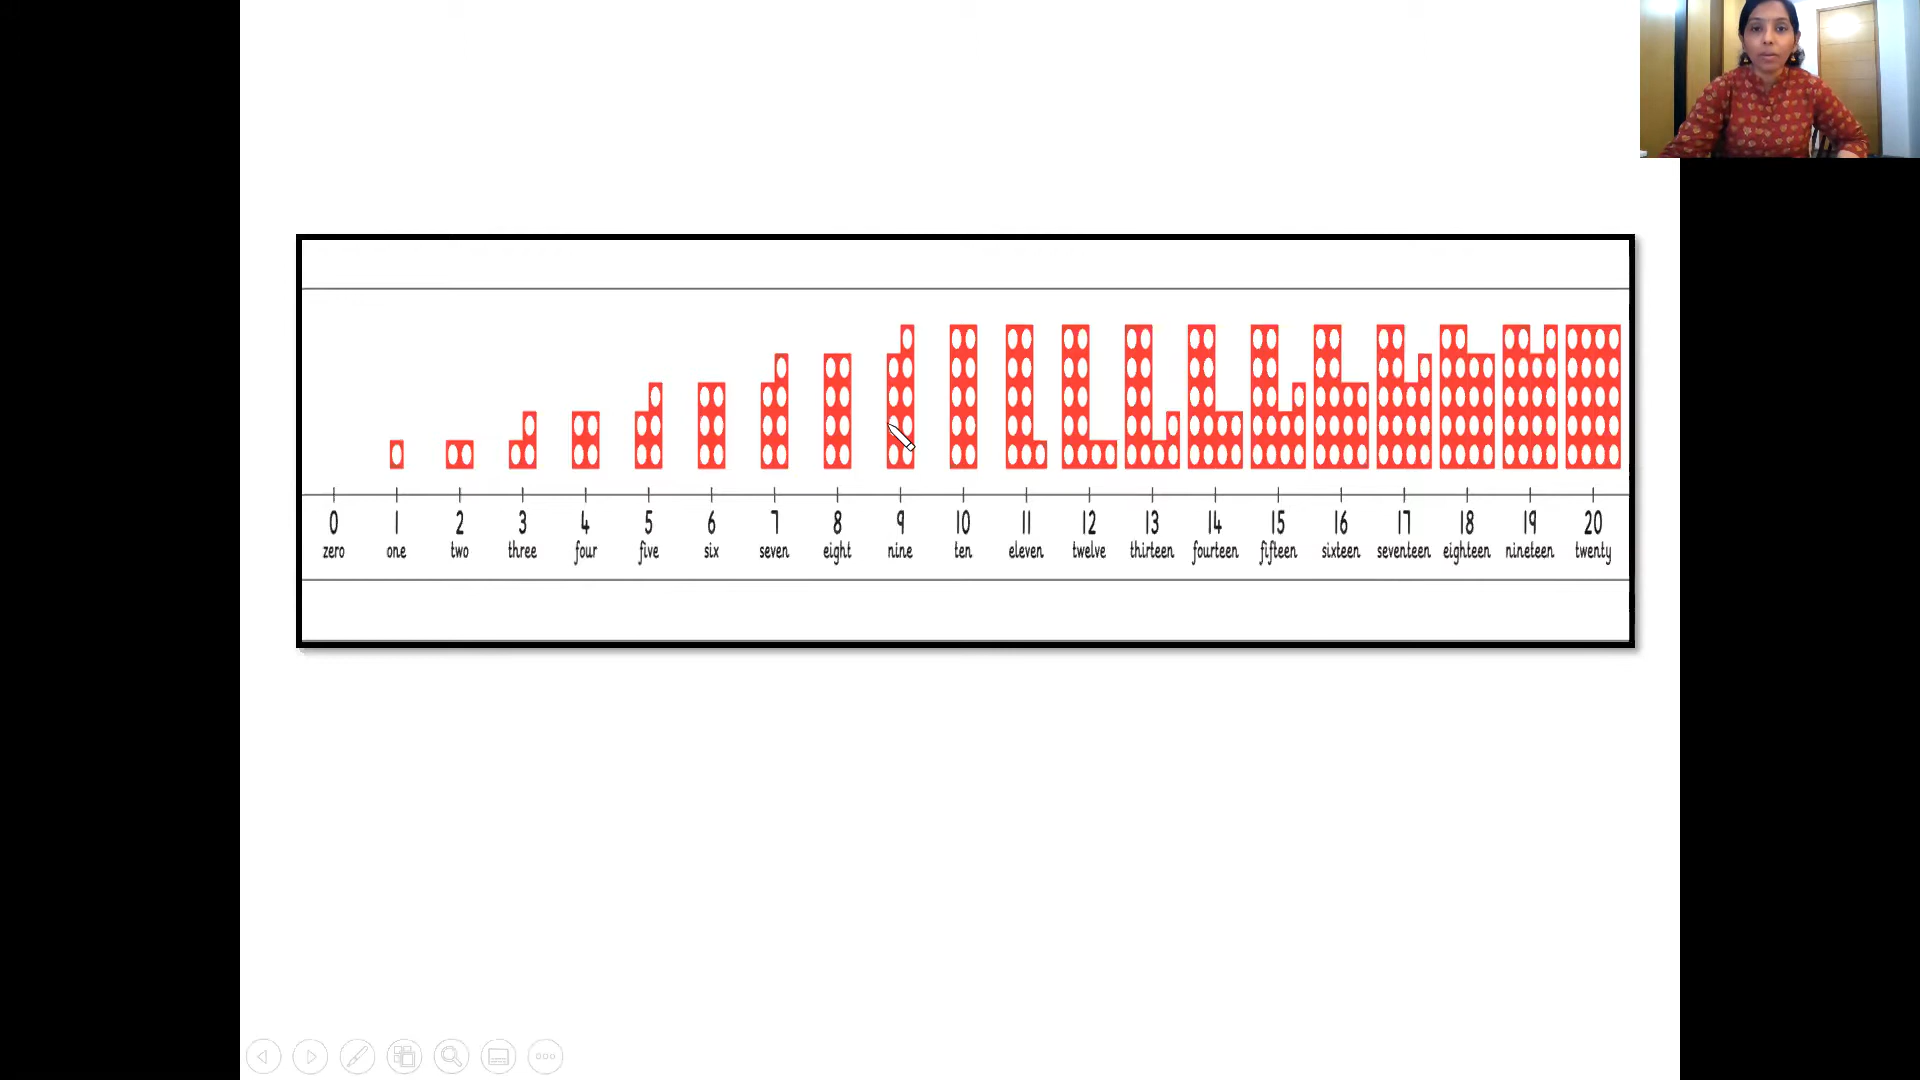 0 1 2 3 4 5 6 7 8 9 10 11 12 13 14 15 16 17 18 19 20
zero one two three four five six seven eight nine ten eleven twelve thirteen fourteen fifteen sixteen seventeen eighteen nineteen twenty